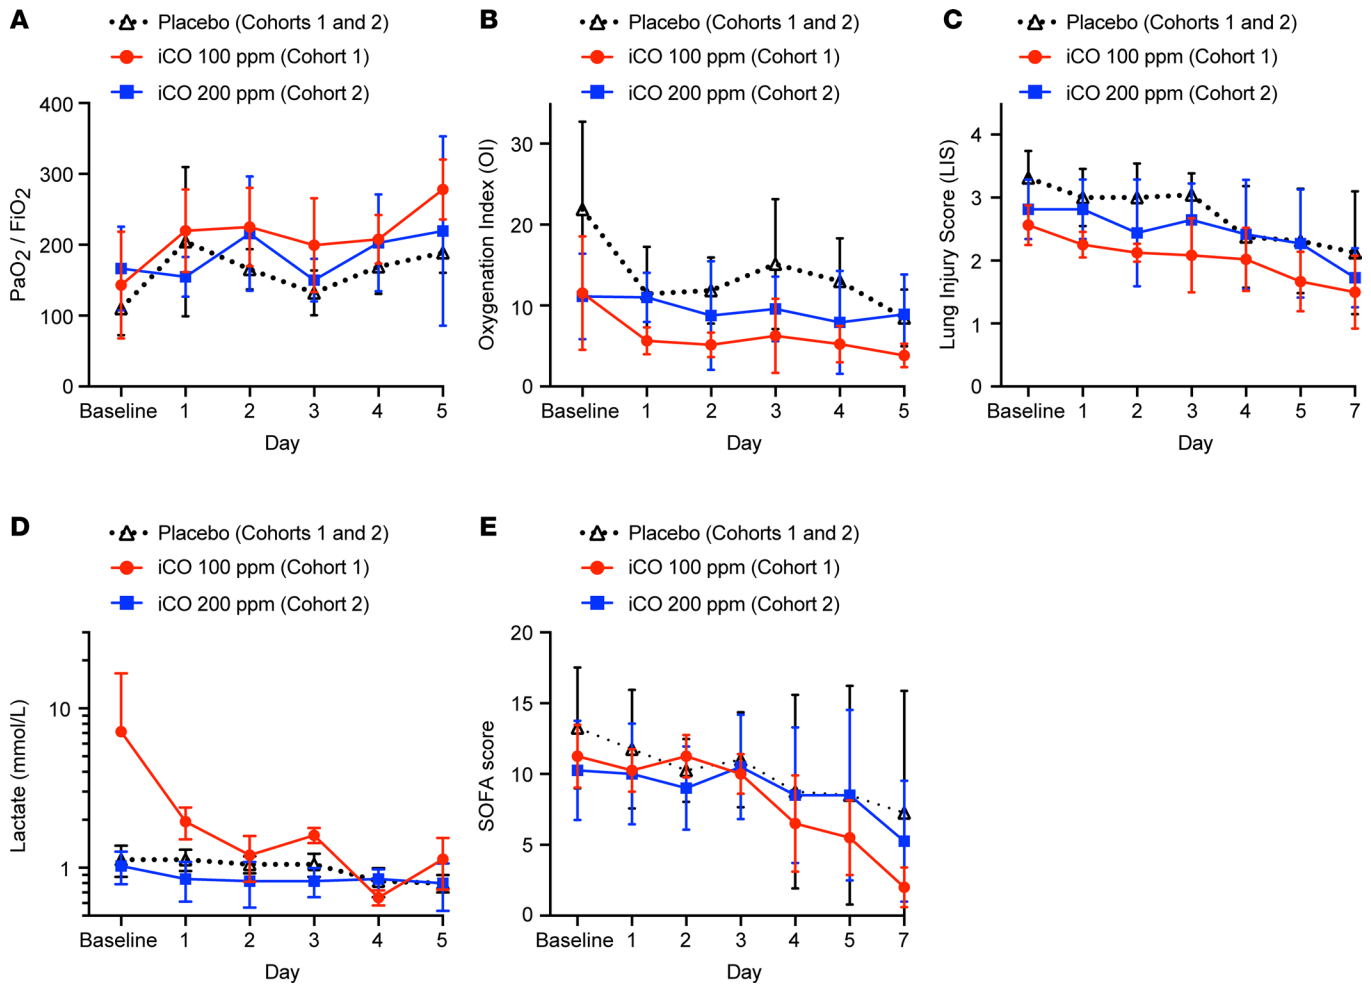 A
Placebo (Cohorts 1 and 2)
iCO 100 ppm (Cohort 1)
iCO 200 ppm (Cohort 2)
400
300
200
100
0
PaO2 / FiO2
Baseline 1 2 3 4 5
Day
B
Placebo (Cohorts 1 and 2)
iCO 100 ppm (Cohort 1)
iCO 200 ppm (Cohort 2)
30
20
10
0
Oxygenation Index (OI)
Baseline 1 2 3 4 5
Day
C
Placebo (Cohorts 1 and 2)
iCO 100 ppm (Cohort 1)
iCO 200 ppm (Cohort 2)
4
3
2
1
0
Lung Injury Score (LIS)
Baseline 1 2 3 4 5 7
Day
D
Placebo (Cohorts 1 and 2)
iCO 100 ppm (Cohort 1)
iCO 200 ppm (Cohort 2)
10
1
Lactate (mmol/L)
Baseline 1 2 3 4 5
Day
E
Placebo (Cohorts 1 and 2)
iCO 100 ppm (Cohort 1)
iCO 200 ppm (Cohort 2)
20
15
10
5
0
SOFA score
Baseline 1 2 3 4 5 7
Day